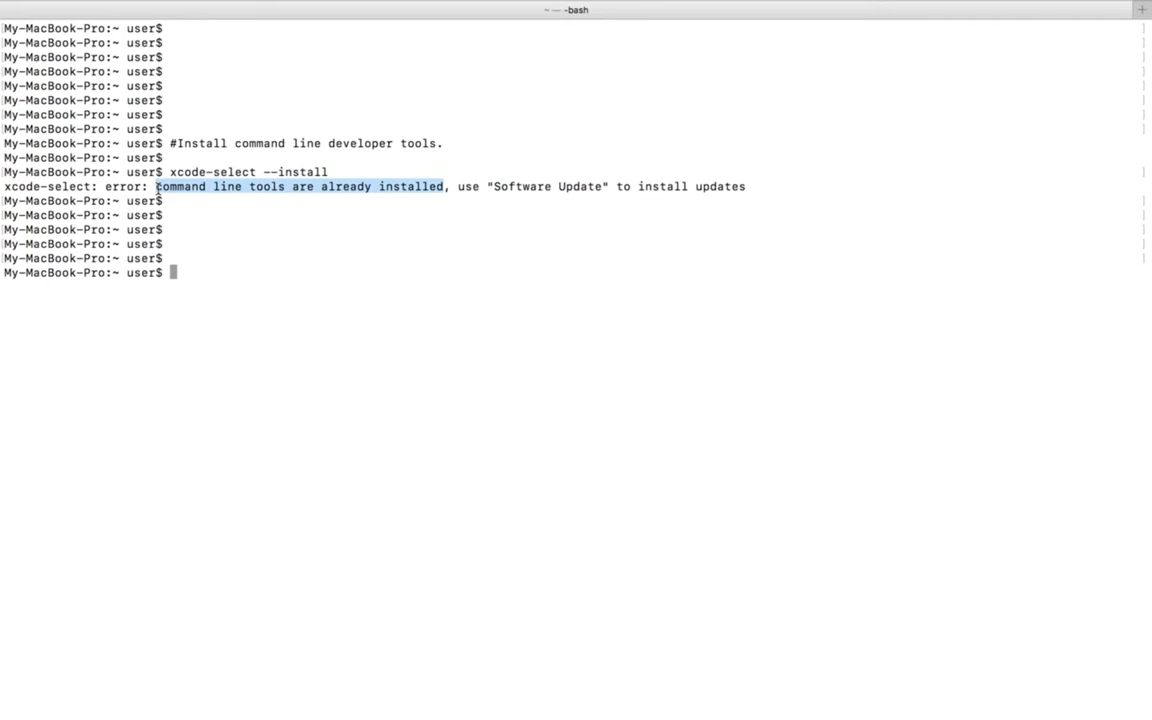 ~ — -bash
My-MacBook-Pro:~ user$
My-MacBook-Pro:~ user$
My-MacBook-Pro:~ user$
My-MacBook-Pro:~ user$
My-MacBook-Pro:~ user$
My-MacBook-Pro:~ user$
My-MacBook-Pro:~ user$
My-MacBook-Pro:~ user$
My-MacBook-Pro:~ user$ #Install command line developer tools.
My-MacBook-Pro:~ user$
My-MacBook-Pro:~ user$ xcode-select --install
xcode-select: error: command line tools are already installed, use "Software Update" to install updates
My-MacBook-Pro:~ user$
My-MacBook-Pro:~ user$
My-MacBook-Pro:~ user$
My-MacBook-Pro:~ user$
My-MacBook-Pro:~ user$
My-MacBook-Pro:~ user$